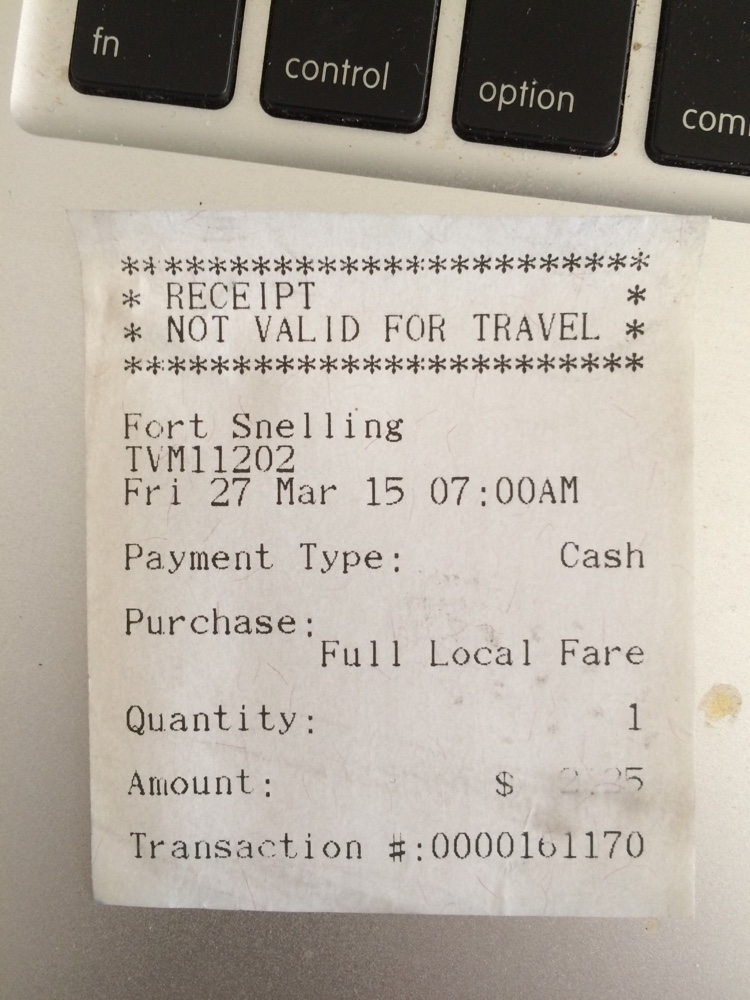 fn
control
option
com
************************
* RECEIPT *
* NOT VALID FOR TRAVEL *
************************
Fort Snelling
TVM11202
Fri 27 Mar 15 07:00AM
Payment Type: Cash
Purchase:
Full Local Fare
Quantity: 1
Amount: $ 2.25
Transaction #:0000161170